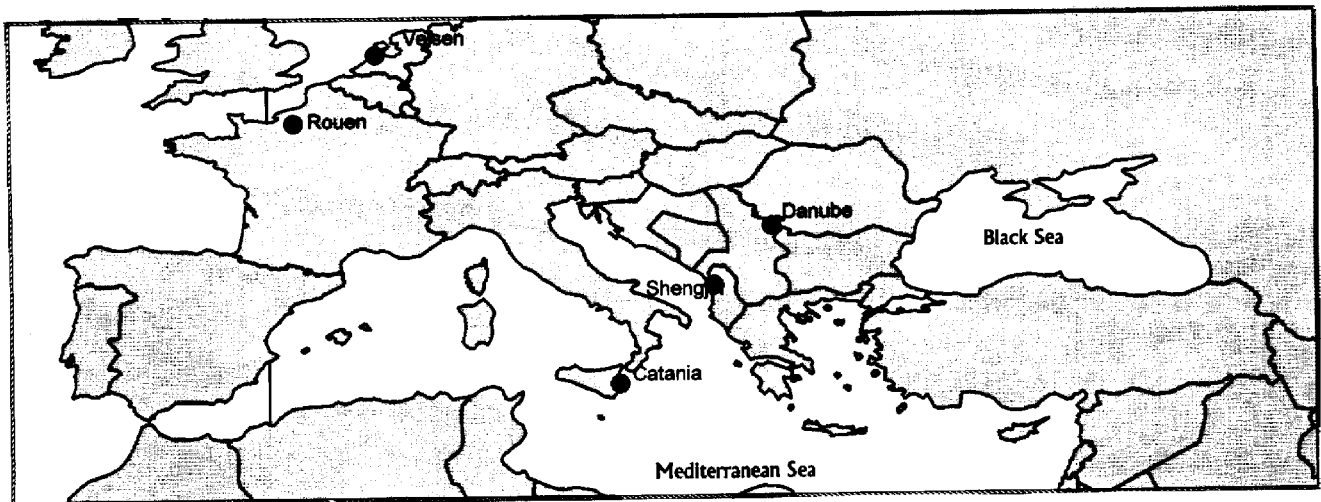 Velsen
Rouen
Danube
Black Sea
Shengjin
Catania
Mediterranean Sea